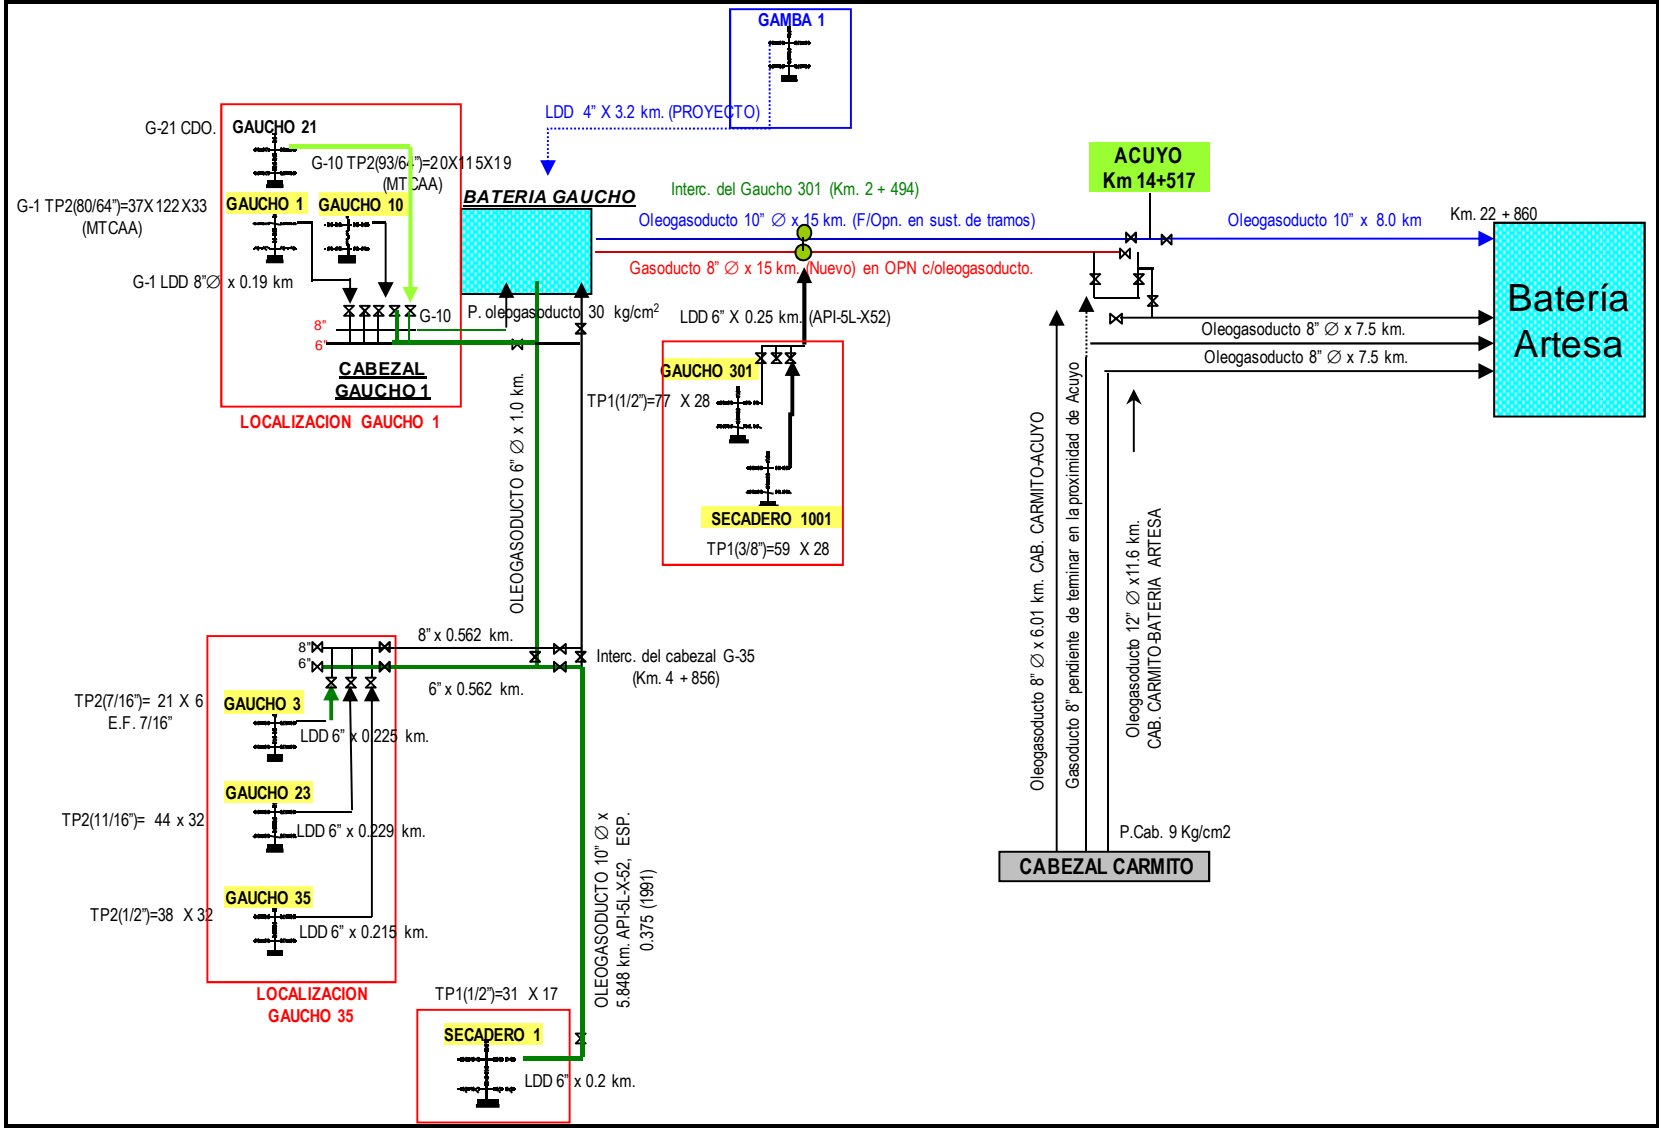 GAMBA 1
LDD 4" X 3.2 km. (PROYECTO)
G-21 CDO.
GAUCHO 21
G-10 TP2(93/64")=20X115X19
(MTCAA)
G-1 TP2(80/64")=37X122X33
(MTCAA)
GAUCHO 1
GAUCHO 10
G-1 LDD 8"Ø x 0.19 km
G-10
8"
6"
CABEZAL
GAUCHO 1
LOCALIZACION GAUCHO 1
BATERIA GAUCHO
P. oleogasoducto 30 kg/cm²
Interc. del Gaucho 301 (Km. 2 + 494)
Oleogasoducto 10" Ø x 15 km. (F/Opn. en sust. de tramos)
Gasoducto 8" Ø x 15 km. (Nuevo) en OPN c/oleogasoducto.
ACUYO
Km 14+517
Oleogasoducto 10" x 8.0 km
Km. 22 + 860
Batería
Artesa
Oleogasoducto 8" Ø x 7.5 km.
Oleogasoducto 8" Ø x 7.5 km.
LDD 6" X 0.25 km. (API-5L-X52)
GAUCHO 301
TP1(1/2")=77 X 28
SECADERO 1001
TP1(3/8")=59 X 28
OLEOGASODUCTO 6" Ø x 1.0 km.
8" x 0.562 km.
6" x 0.562 km.
Interc. del cabezal G-35
(Km. 4 + 856)
8"
6"
TP2(7/16")= 21 X 6
E.F. 7/16"
GAUCHO 3
LDD 6" x 0.225 km.
GAUCHO 23
TP2(11/16")= 44 x 32
LDD 6" x 0.229 km.
GAUCHO 35
TP2(1/2")=38 X 32
LDD 6" x 0.215 km.
LOCALIZACION
GAUCHO 35
OLEOGASODUCTO 10" Ø x
5.848 km. API-5L-X-52, ESP.
0.375 (1991)
TP1(1/2")=31 X 17
SECADERO 1
LDD 6" x 0.2 km.
Oleogasoducto 8" Ø x 6.01 km. CAB. CARMITO-ACUYO
Gasoducto 8" pendiente de terminar en la proximidad de Acuyo
Oleogasoducto 12" Ø x11.6 km.
CAB. CARMITO-BATERIA ARTESA
P.Cab. 9 Kg/cm2
CABEZAL CARMITO